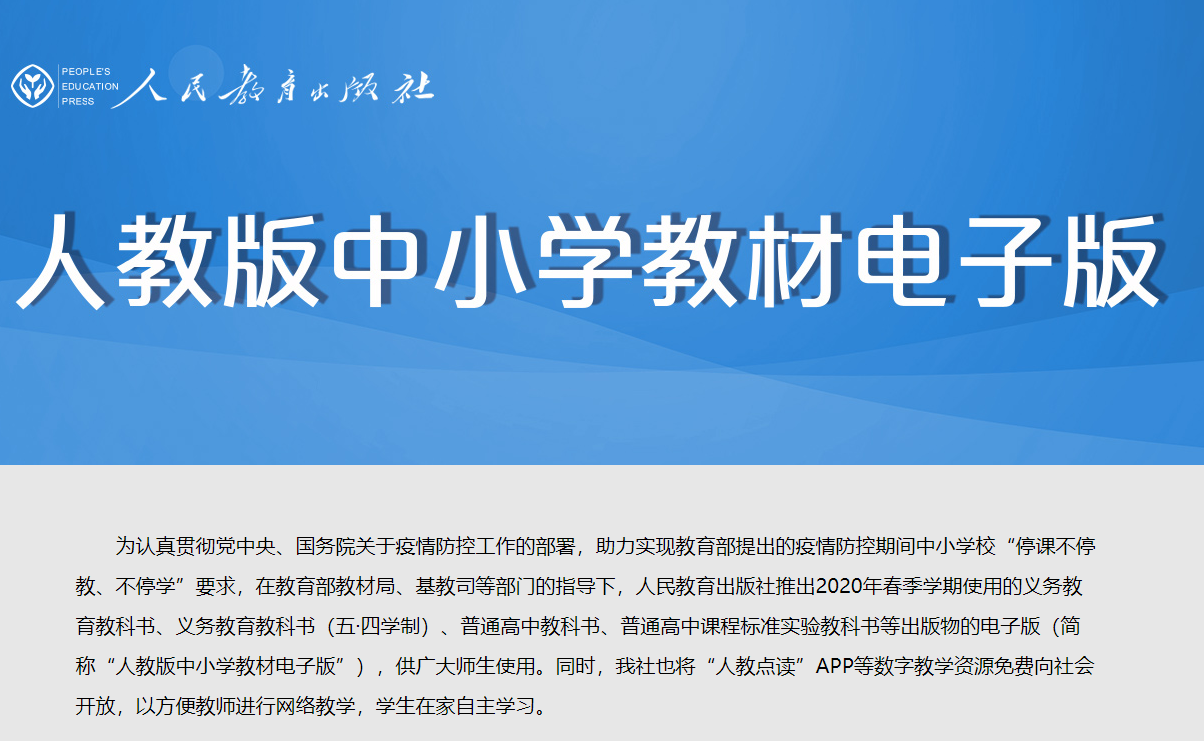 PEOPLE'S
EDUCATION
PRESS
人民教育出版社
人教版中小学教材电子版
为认真贯彻党中央、国务院关于疫情防控工作的部署，助力实现教育部提出的疫情防控期间中小学校“停课不停
教、不停学”要求，在教育部教材局、基教司等部门的指导下，人民教育出版社推出2020年春季学期使用的义务教
育教科书、义务教育教科书（五·四学制）、普通高中教科书、普通高中课程标准实验教科书等出版物的电子版（简
称“人教版中小学教材电子版”），供广大师生使用。同时，我社也将“人教点读”APP等数字教学资源免费向社会
开放，以方便教师进行网络教学，学生在家自主学习。